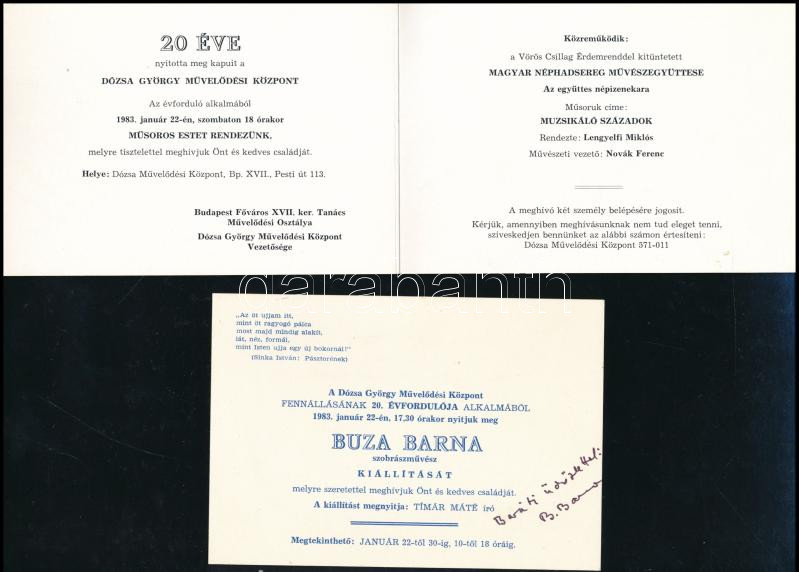 20 ÉVE
nyitotta meg kapuit a
DÓZSA GYÖRGY MŰVELŐDÉSI KÖZPONT
Az évforduló alkalmából
1983. január 22-én, szombaton 18 órakor
MŰSOROS ESTET RENDEZÜNK,
melyre tisztelettel meghívjuk Önt és kedves családját.
Helye: Dózsa Művelődési Központ, Bp. XVII., Pesti út 113.
Budapest Főváros XVII. ker. Tanács
Művelődési Osztálya
Dózsa György Művelődési Központ
Vezetősége
Közreműködik:
a Vörös Csillag Érdemrenddel kitüntetett
MAGYAR NÉPHADSEREG MŰVÉSZEGYÜTTESE
Az együttes népizenekara
Műsoruk címe:
MUZSIKÁLÓ SZÁZADOK
Rendezte: Lengyelfi Miklós
Művészeti vezető: Novák Ferenc
A meghívó két személy belépésére jogosít.
Kérjük, amennyiben meghívásunknak nem tud eleget tenni,
szíveskedjen bennünket az alábbi számon értesíteni:
Dózsa Művelődési Központ 571-011
garabanth
„Az öt ujjam itt,
mint öt ragyogó pálca
most majd mindig alakít,
lát, néz, formál,
mint Isten ujja egy új bokornál!"
(Sinka István: Pásztorének)
A Dózsa György Művelődési Központ
FENNÁLLÁSÁNAK 20. ÉVFORDULÓJA ALKALMÁBÓL
1983. január 22-én, 17,30 órakor nyitjuk meg
BUZA BARNA
szobrászművész
KIÁLLÍTÁSÁT
melyre szeretettel meghívjuk Önt és kedves családját.
A kiállítást megnyitja: TÍMÁR MÁTÉ író
Megtekinthető: JANUÁR 22-től 30-ig, 10-től 18 óráig.
Baráti üdvözlettel:
B. Barna